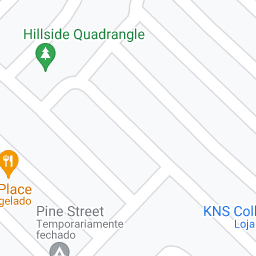 Hillside Quadrangle
Place
gelado
Pine Street
Temporariamente
fechado
KNS Coll
Loja